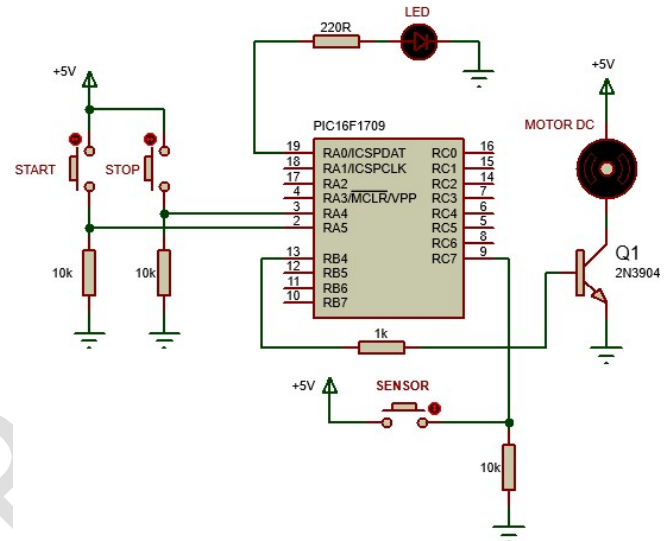 LED
220R
+5V
+5V
PIC16F1709
MOTOR DC
START
STOP
19 RA0/ICSPDAT RC0 16
18 RA1/ICSPCLK RC1 15
17 RA2 RC2 14
4 RA3/MCLR/VPP RC3 7
3 RA4 RC4 6
2 RA5 RC5 5
RC6 8
13 RB4 RC7 9
12 RB5
11 RB6
10 RB7
10k
10k
Q1
2N3904
1k
+5V
SENSOR
10k